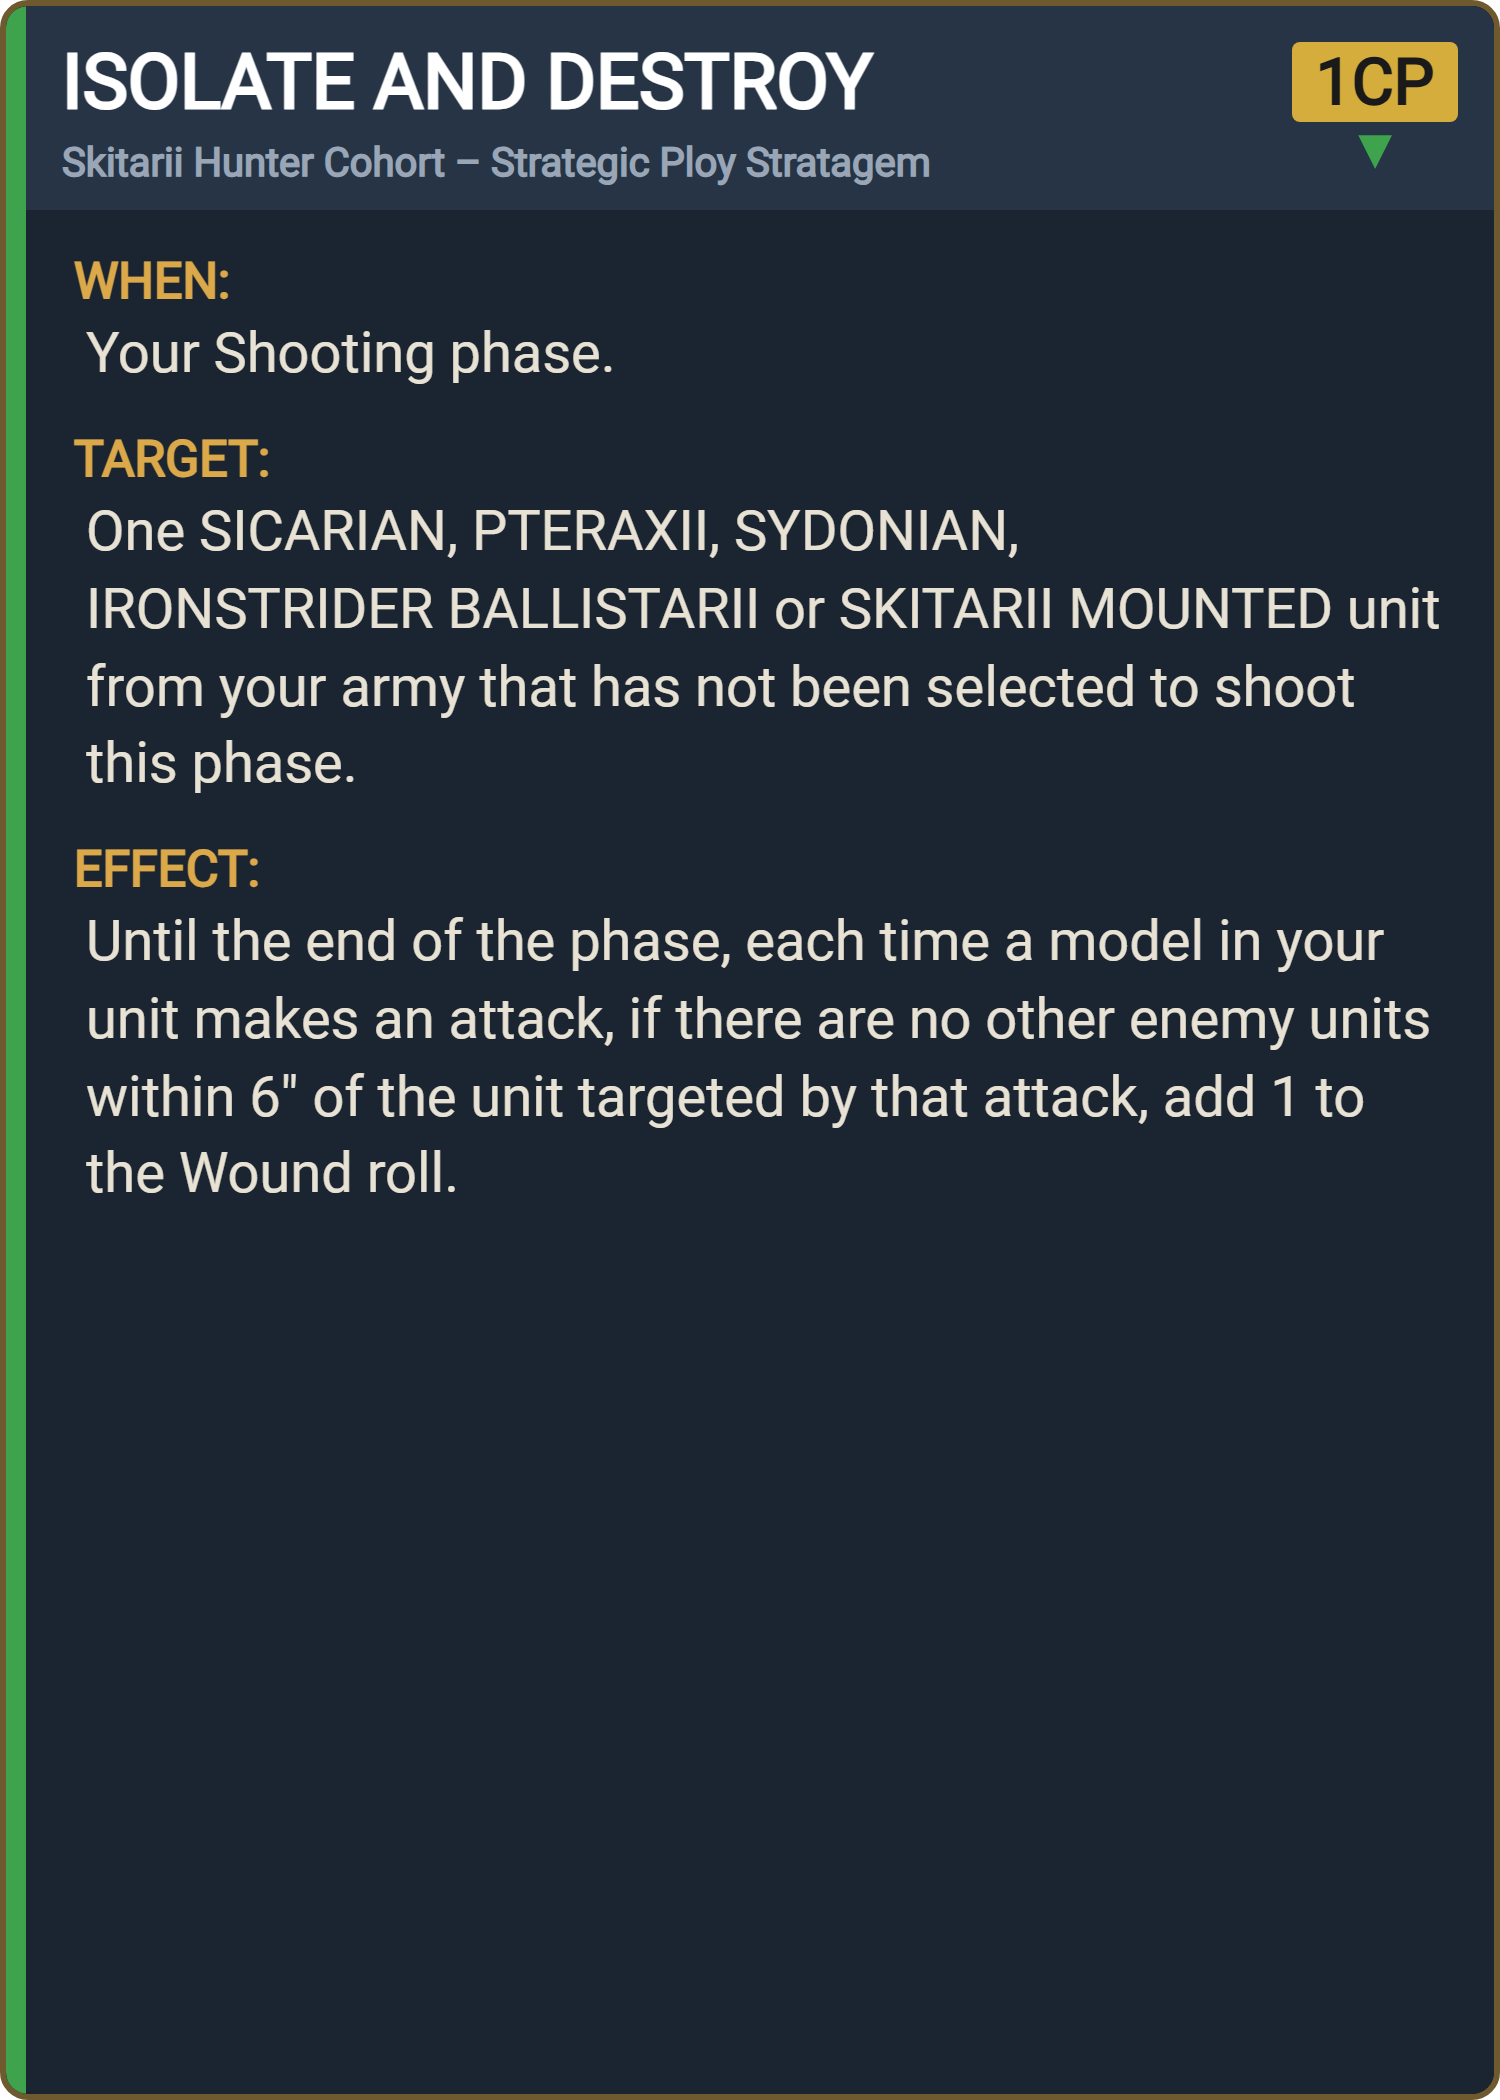 ISOLATE AND DESTROY
1CP
Skitarii Hunter Cohort – Strategic Ploy Stratagem
WHEN:
Your Shooting phase.
TARGET:
One SICARIAN, PTERAXII, SYDONIAN,
IRONSTRIDER BALLISTARII or SKITARII MOUNTED unit
from your army that has not been selected to shoot
this phase.
EFFECT:
Until the end of the phase, each time a model in your
unit makes an attack, if there are no other enemy units
within 6" of the unit targeted by that attack, add 1 to
the Wound roll.